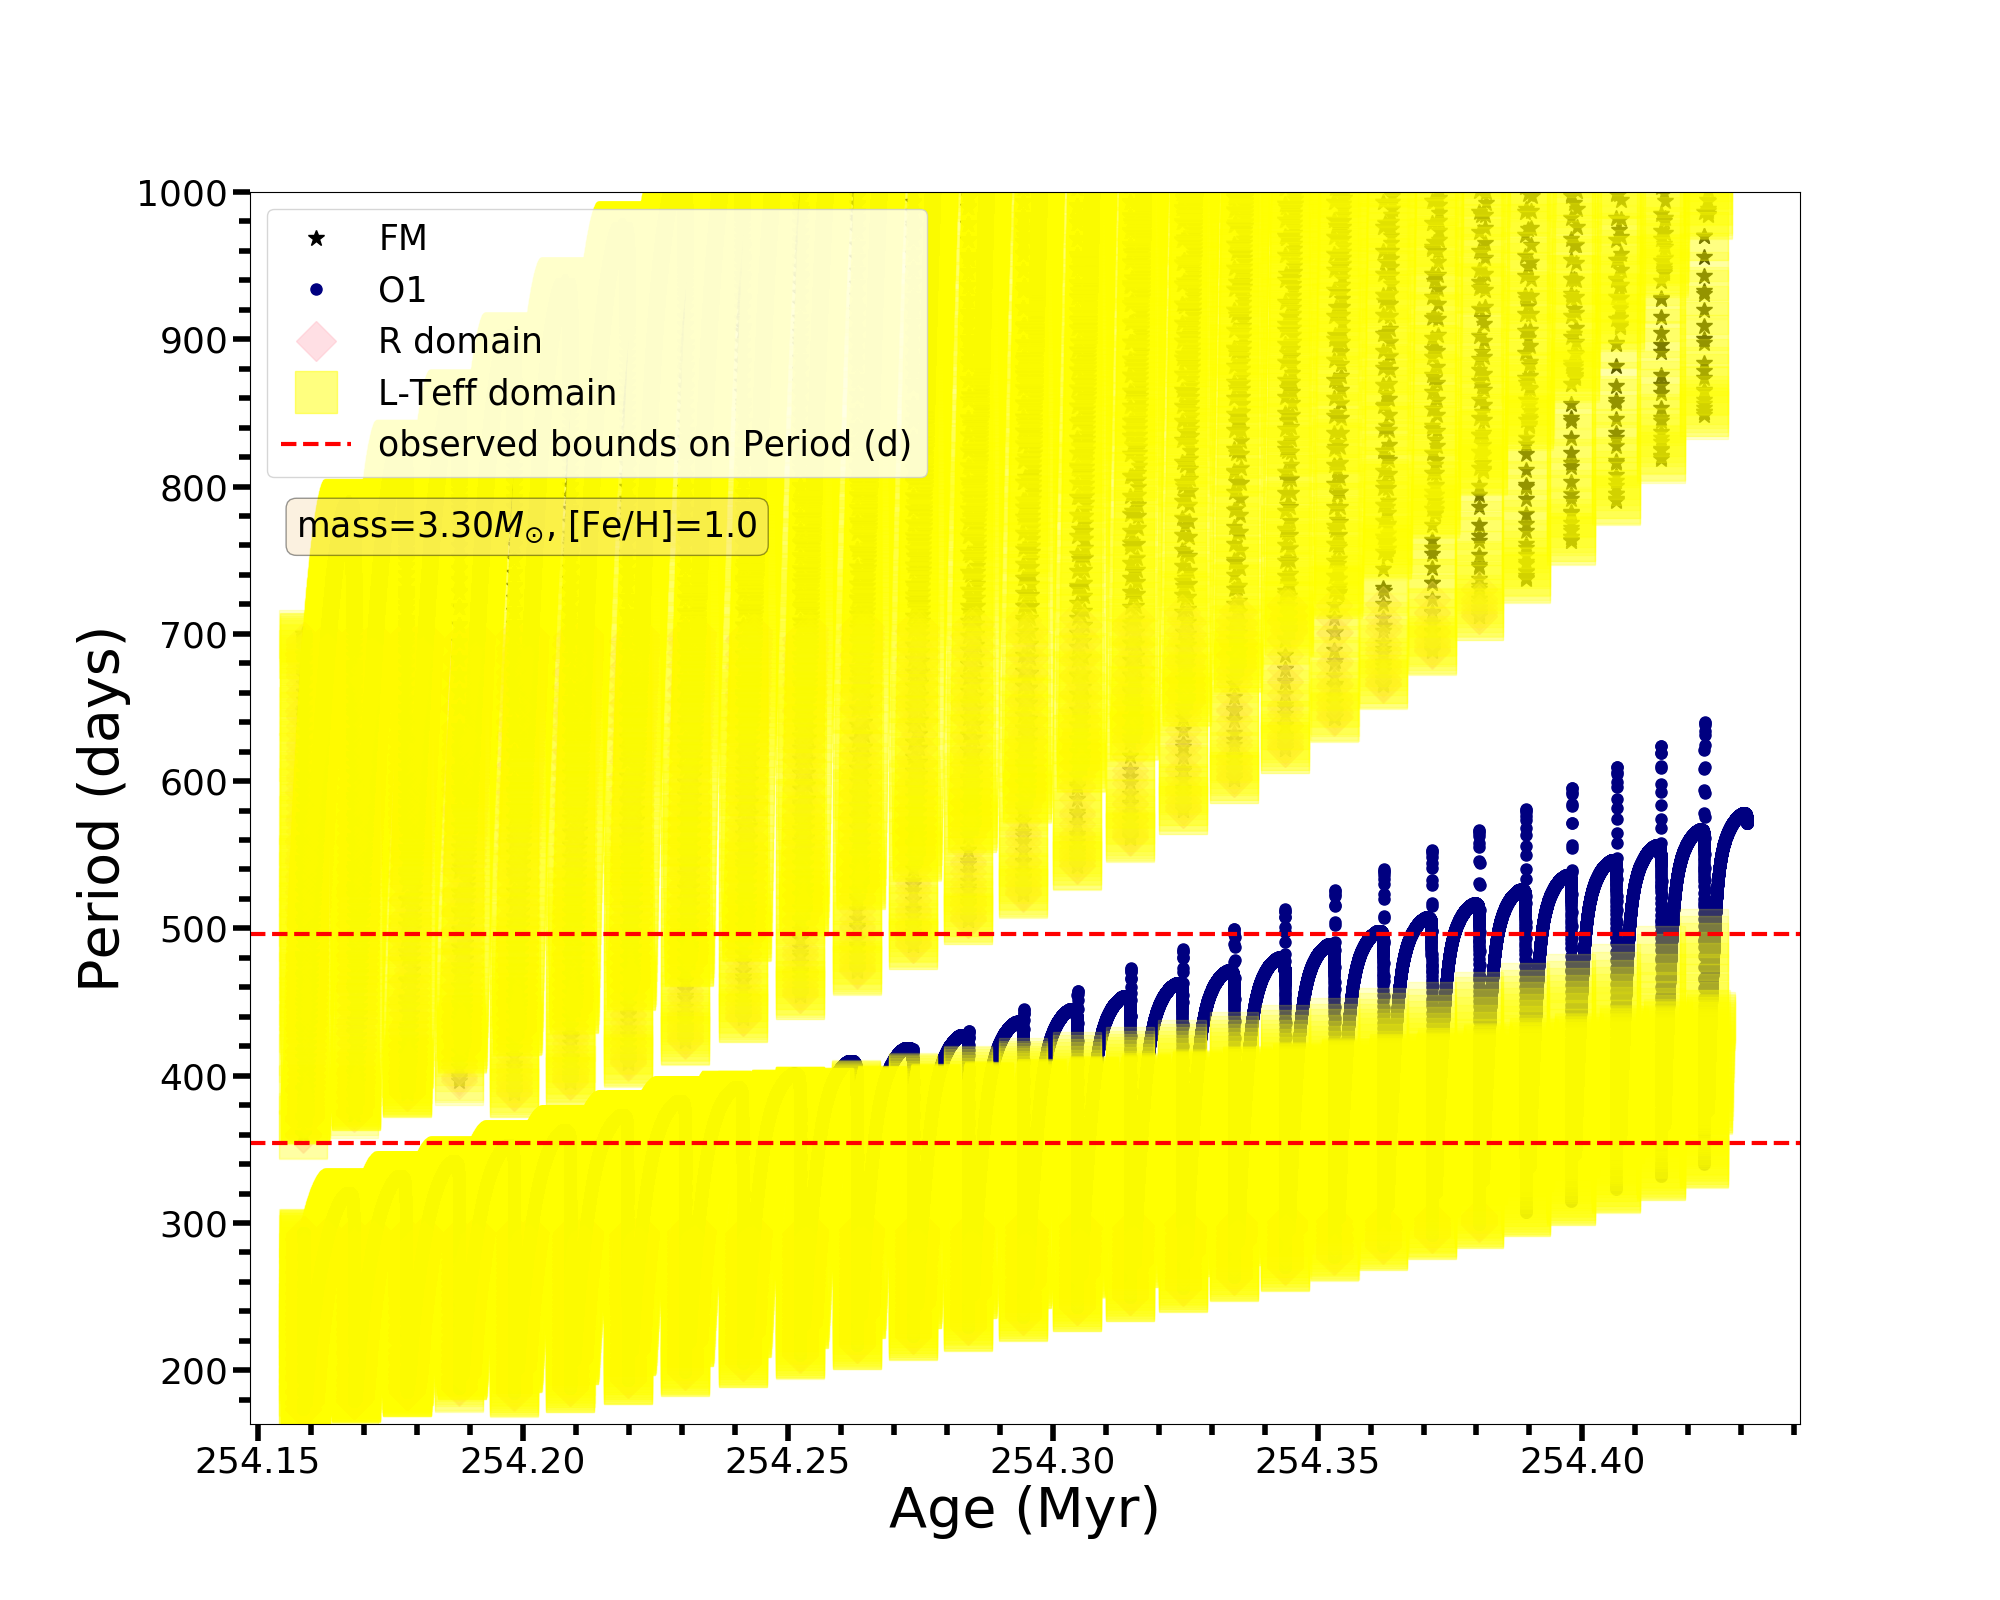 1000
900
800
700
600
500
400
300
200
FM
O1
R domain
L-Teff domain
observed bounds on Period (d)
mass=3.30M⊙, [Fe/H]=1.0
Period (days)
254.15 254.20 254.25 254.30 254.35 254.40
Age (Myr)